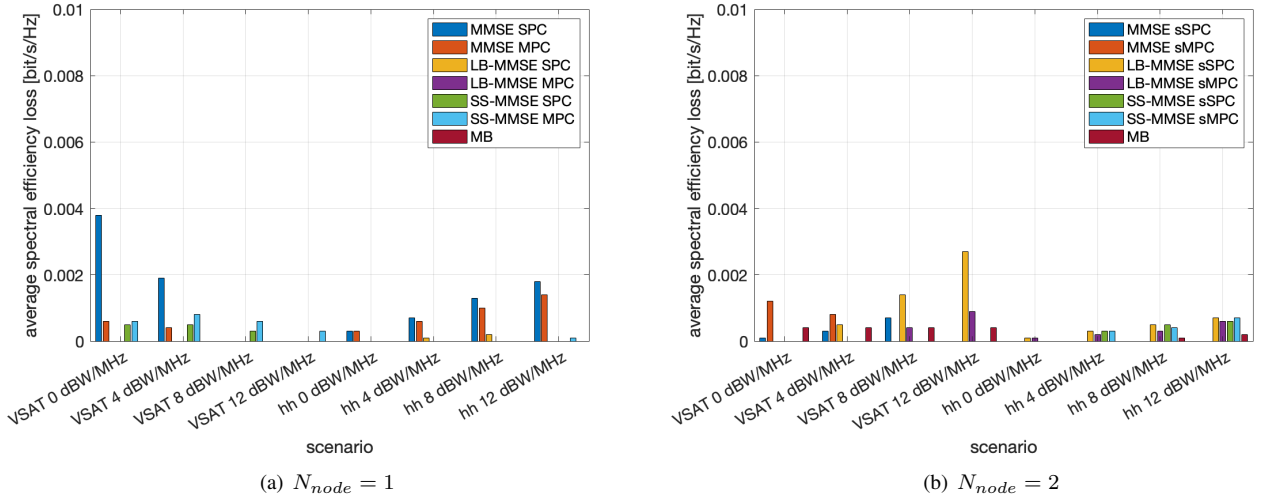 average spectral efficiency loss [bit/s/Hz]
0.01
0.008
0.006
0.004
0.002
0
MMSE SPC
MMSE MPC
LB-MMSE SPC
LB-MMSE MPC
SS-MMSE SPC
SS-MMSE MPC
MB
VSAT 0 dBW/MHz
VSAT 4 dBW/MHz
VSAT 8 dBW/MHz
VSAT 12 dBW/MHz
hh 0 dBW/MHz
hh 4 dBW/MHz
hh 8 dBW/MHz
hh 12 dBW/MHz
scenario
(a) N_{node} = 1
average spectral efficiency loss [bit/s/Hz]
0.01
0.008
0.006
0.004
0.002
0
MMSE sSPC
MMSE sMPC
LB-MMSE sSPC
LB-MMSE sMPC
SS-MMSE sSPC
SS-MMSE sMPC
MB
VSAT 0 dBW/MHz
VSAT 4 dBW/MHz
VSAT 8 dBW/MHz
VSAT 12 dBW/MHz
hh 0 dBW/MHz
hh 4 dBW/MHz
hh 8 dBW/MHz
hh 12 dBW/MHz
scenario
(b) N_{node} = 2